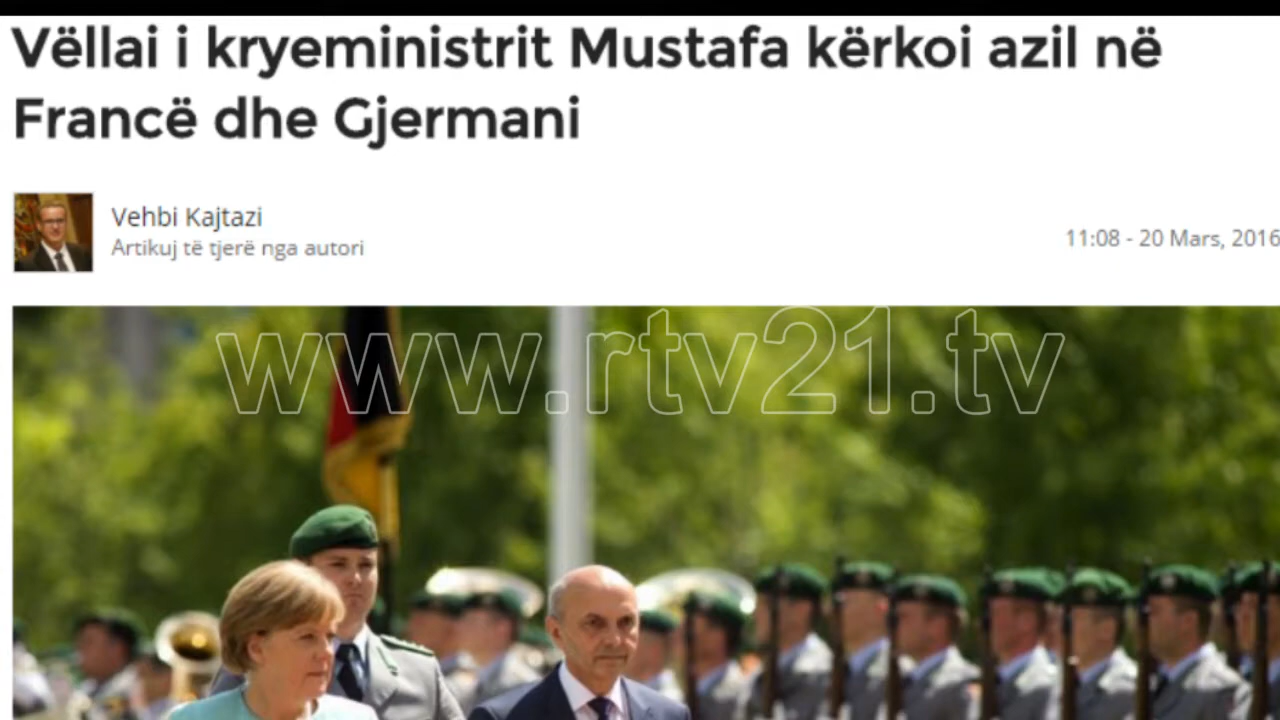 Vëllai i kryeministrit Mustafa kërkoi azil në
Francë dhe Gjermani
Vehbi Kajtazi
Artikuj të tjerë nga autori
11:08 - 20 Mars, 2016
www.rtv21.tv